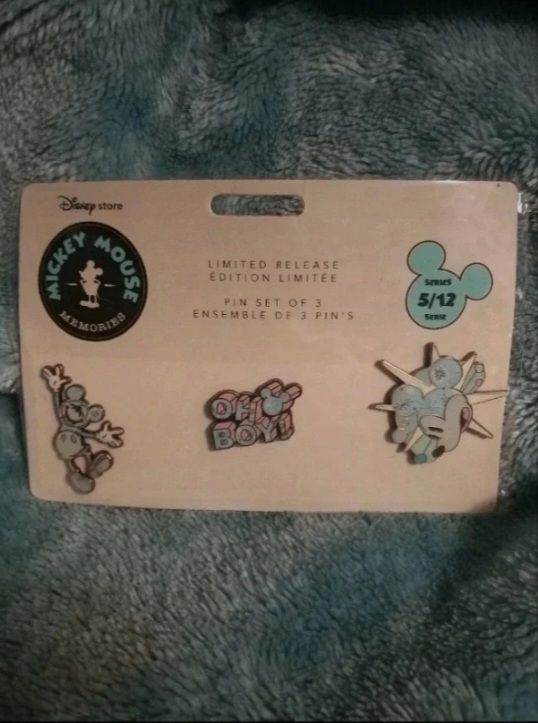 Disney store
MICKEY MOUSE
MEMORIES
LIMITED RELEASE
ÉDITION LIMITÉE
PIN SET OF 3
ENSEMBLE DE 3 PIN'S
SERIES
5/12
SERIE
OH
BOY!